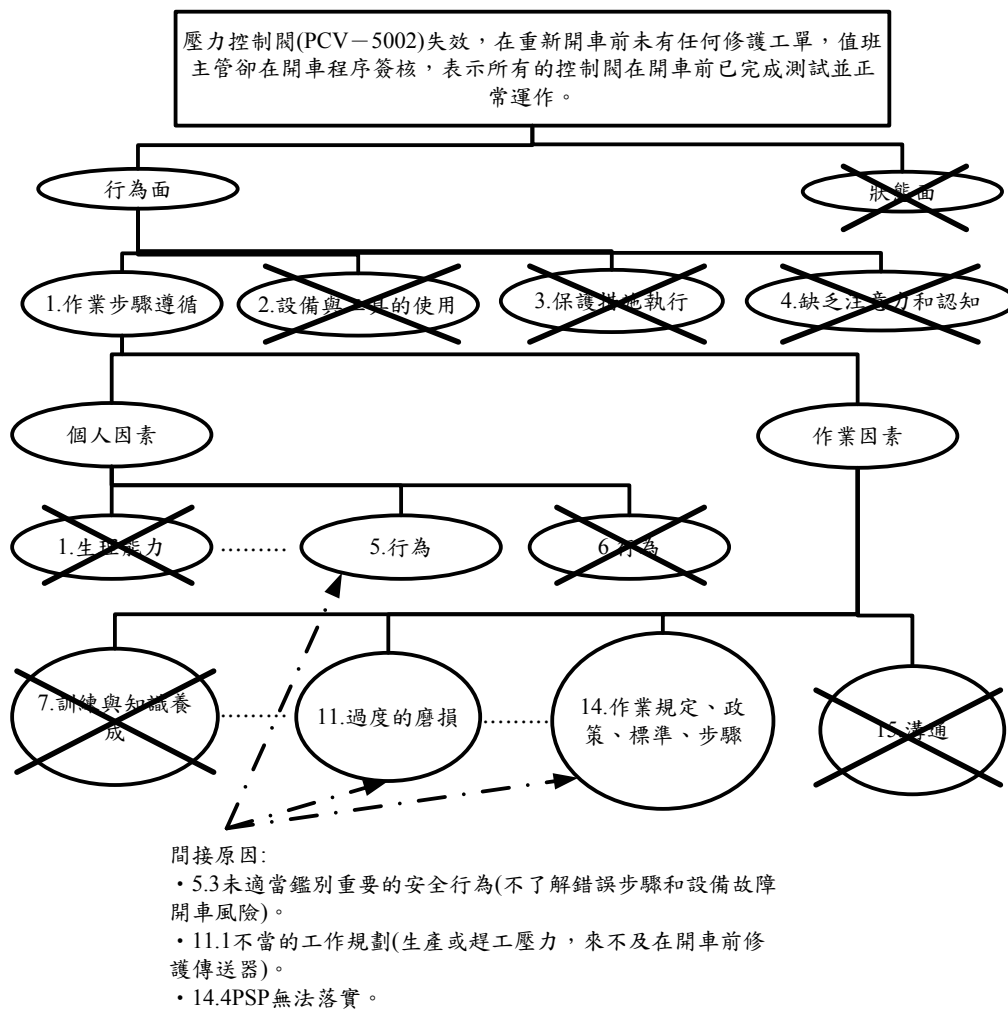 壓力控制閥(PCV－5002)失效，在重新開車前未有任何修護工單，值班
主管卻在開車程序簽核，表示所有的控制閥在開車前已完成測試並正
常運作。
行為面
狀態面
1.作業步驟遵循
2.設備與工具的使用
3.保護措施執行
4.缺乏注意力和認知
個人因素
作業因素
1.生理能力
.........
5.行為
6.行為
7.訓練與知識養
成
11.過度的磨損
14.作業規定、政
策、標準、步驟
15.溝通
間接原因:
・5.3未適當鑑別重要的安全行為(不了解錯誤步驟和設備故障
開車風險)。
・11.1不當的工作規劃(生產或趕工壓力，來不及在開車前修
護傳送器)。
・14.4PSP無法落實。